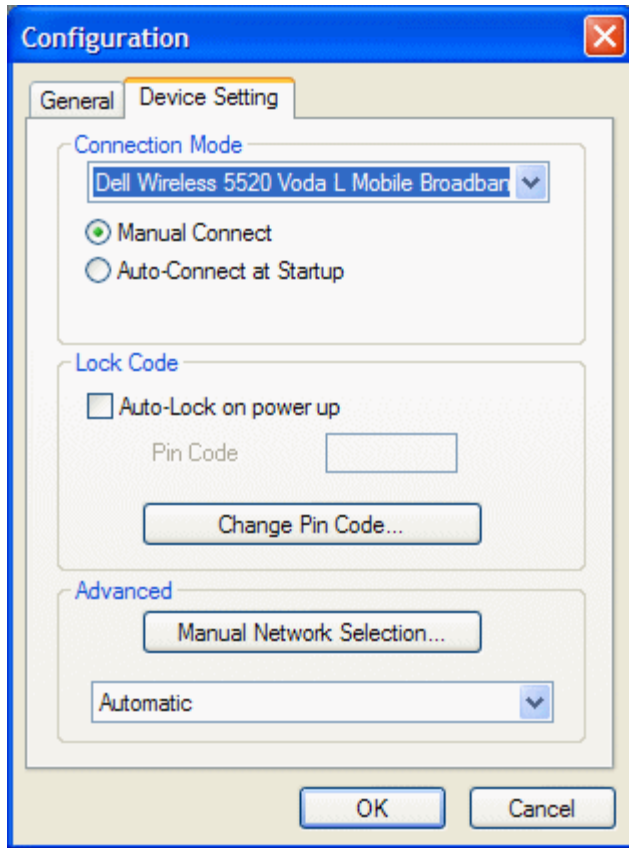 Configuration
General
Device Setting
Connection Mode
Dell Wireless 5520 Voda L Mobile Broadban
Manual Connect
Auto-Connect at Startup
Lock Code
Auto-Lock on power up
Pin Code
Change Pin Code...
Advanced
Manual Network Selection...
Automatic
OK
Cancel